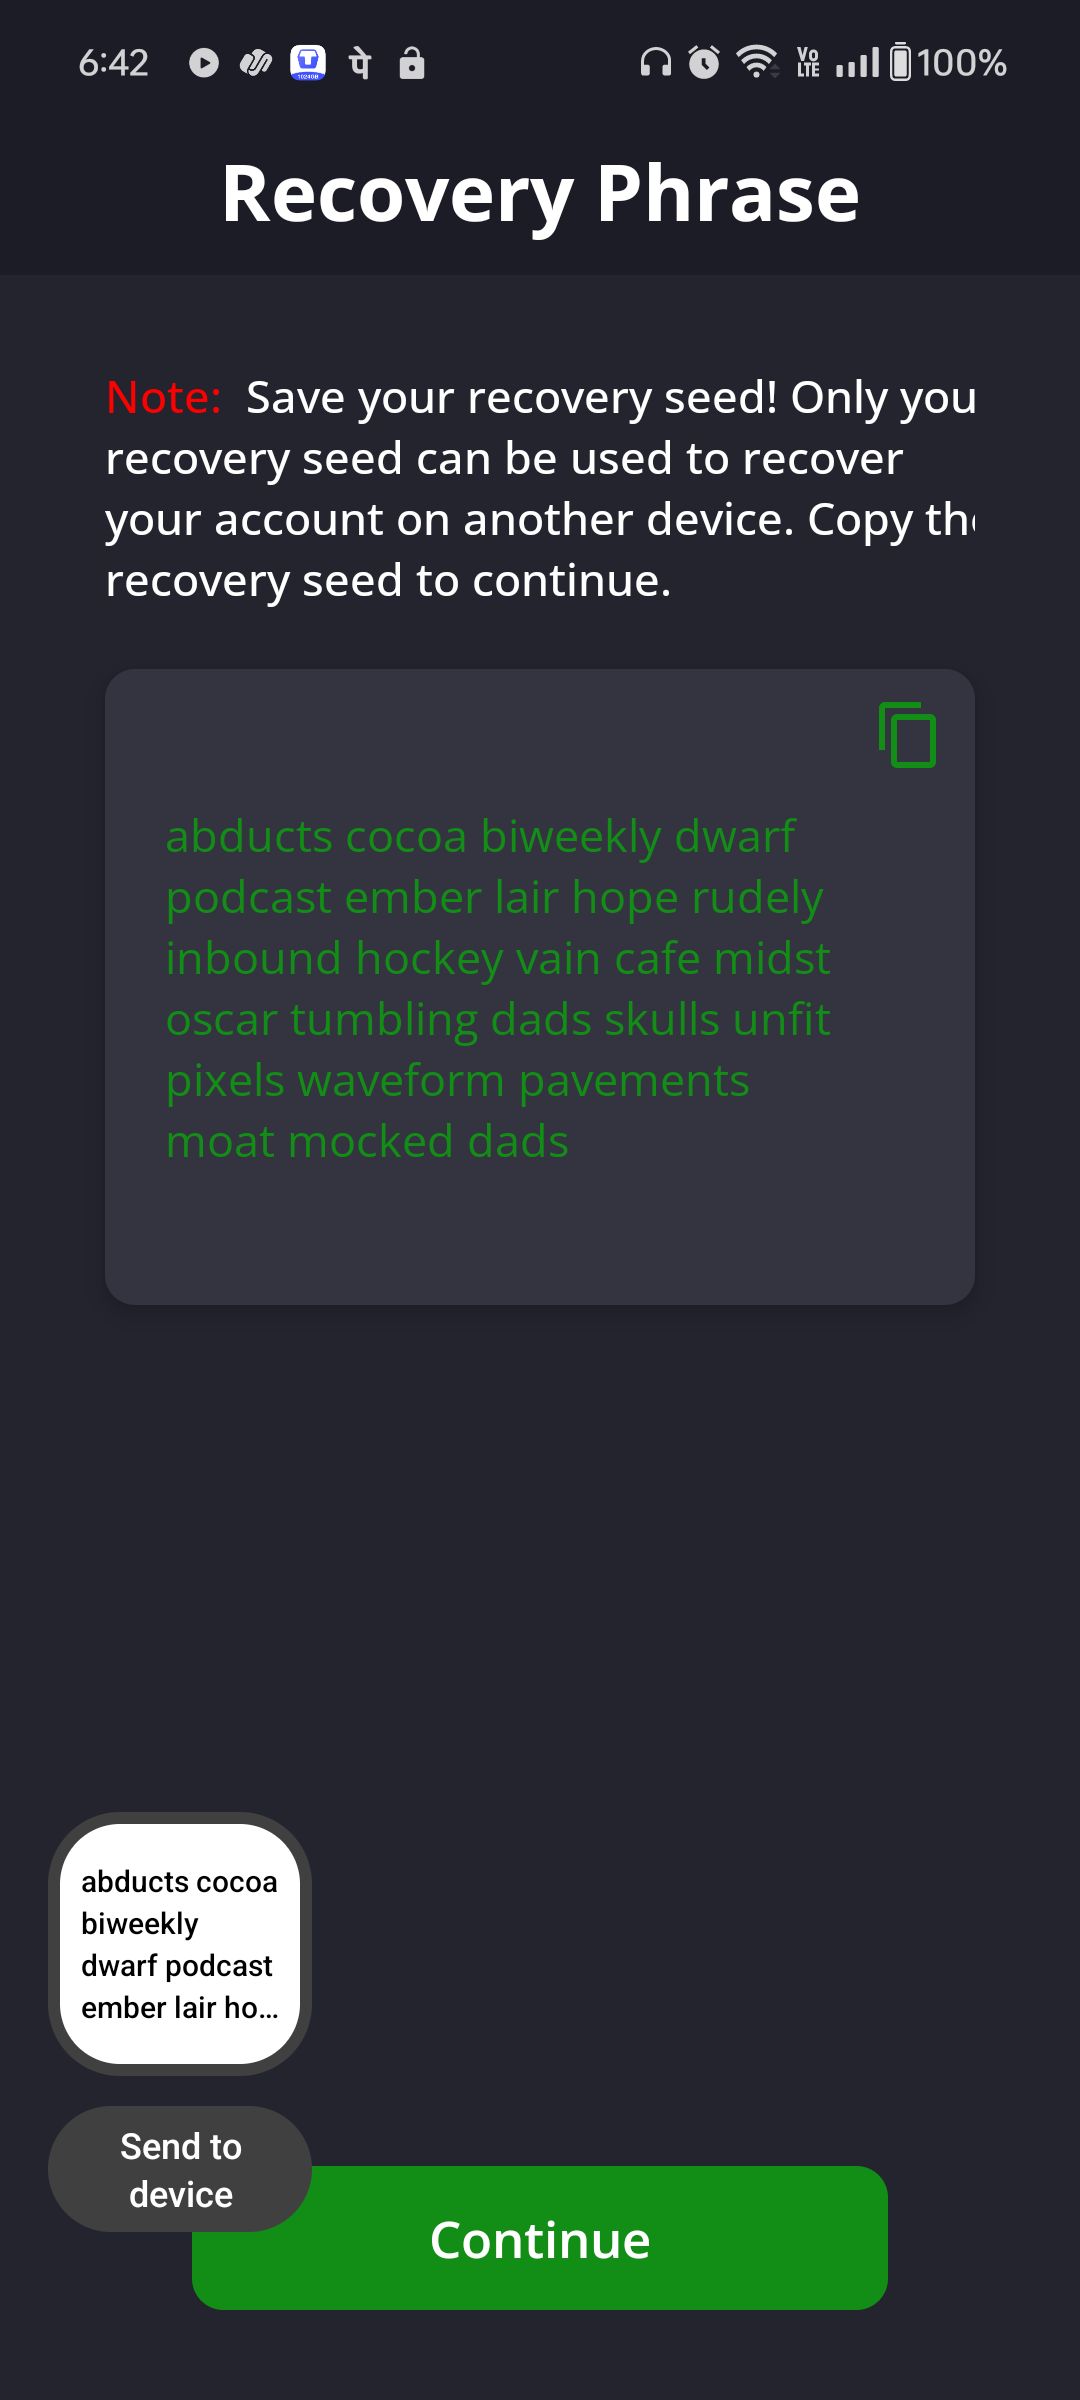 6:42 पे Vo LTE 100%
Recovery Phrase
Note: Save your recovery seed! Only you
recovery seed can be used to recover
your account on another device. Copy the
recovery seed to continue.
abducts cocoa biweekly dwarf
podcast ember lair hope rudely
inbound hockey vain cafe midst
oscar tumbling dads skulls unfit
pixels waveform pavements
moat mocked dads
abducts cocoa
biweekly
dwarf podcast
ember lair ho...
Send to
device
Continue